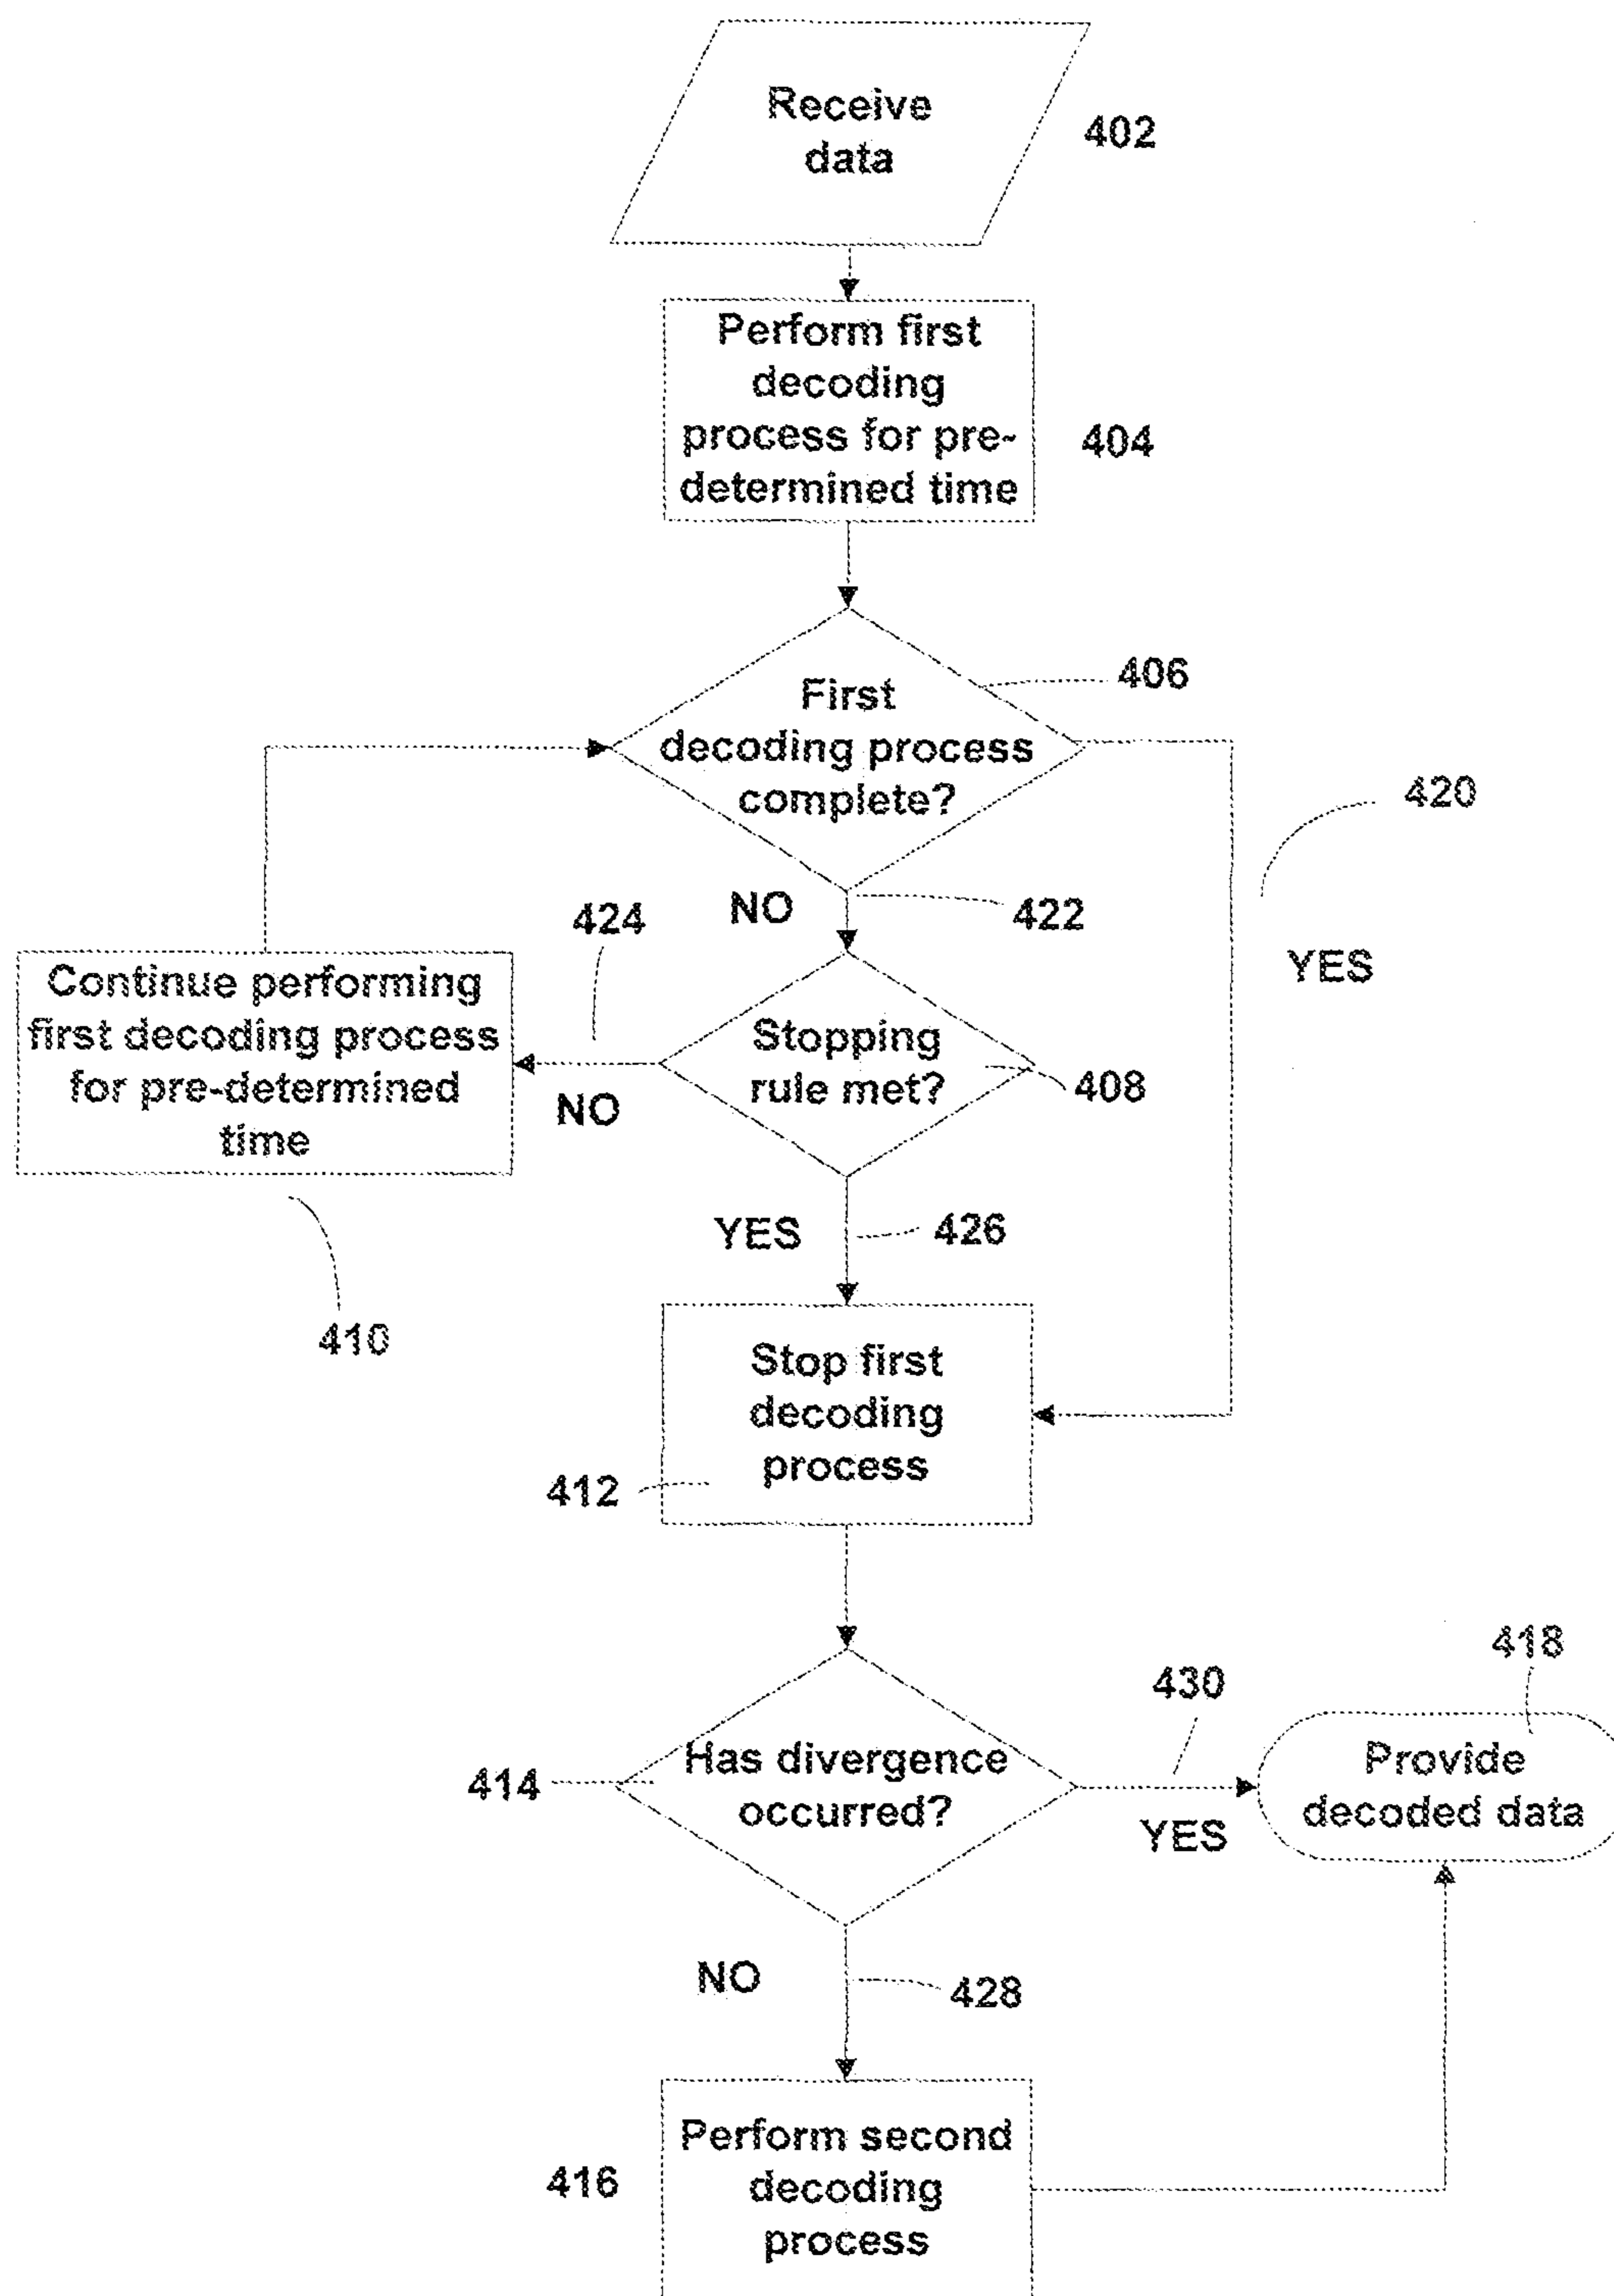 Receive
data
402
Perform first
decoding
process for pre-
determined time
404
First
decoding process
complete?
406
420
NO
422
424
YES
Continue performing
first decoding process
for pre-determined
time
Stopping
rule met?
408
NO
YES
426
410
Stop first
decoding
process
412
418
430
414
Has divergence
occurred?
Provide
decoded data
YES
NO
428
Perform second
decoding
process
416